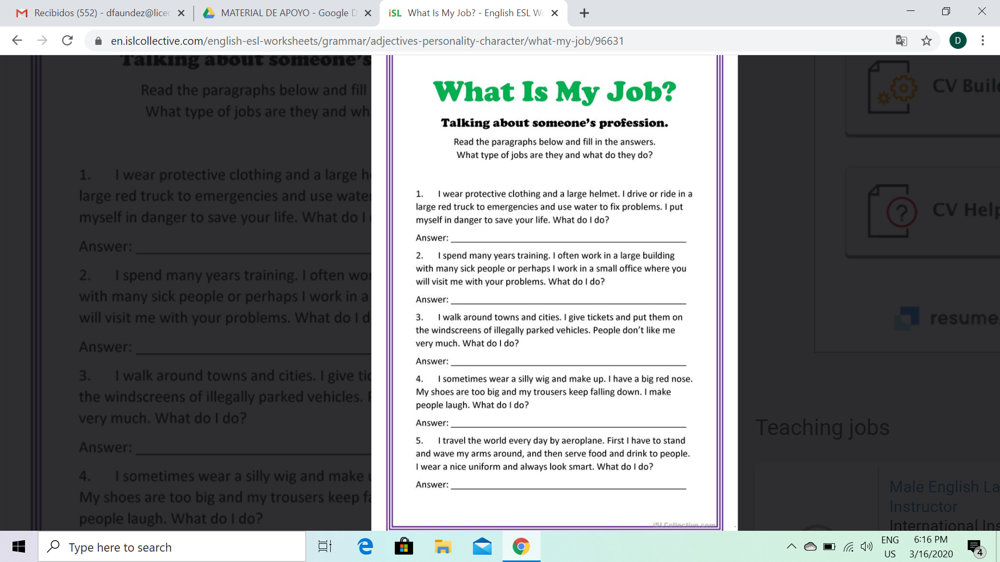 Recibidos (552) - dfaundez@lice
MATERIAL DE APOYO - Google D
iSL What Is My Job? - English ESL Wo
en.islcollective.com/english-esl-worksheets/grammar/adjectives-personality-character/what-my-job/96631
D
Talking about someone's
Read the paragraphs below and fill
What type of jobs are they and wh
1. I wear protective clothing and a large h
large red truck to emergencies and use water
myself in danger to save your life. What do I
Answer:
2. I spend many years training. I often wor
with many sick people or perhaps I work in a
will visit me with your problems. What do I d
Answer:
3. I walk around towns and cities. I give tic
the windscreens of illegally parked vehicles. P
very much. What do I do?
Answer:
4. I sometimes wear a silly wig and make u
My shoes are too big and my trousers keep fa
people laugh. What do I do?
What Is My Job?
Talking about someone’s profession.
Read the paragraphs below and fill in the answers.
What type of jobs are they and what do they do?
1. I wear protective clothing and a large helmet. I drive or ride in a
large red truck to emergencies and use water to fix problems. I put
myself in danger to save your life. What do I do?
Answer:
2. I spend many years training. I often work in a large building
with many sick people or perhaps I work in a small office where you
will visit me with your problems. What do I do?
Answer:
3. I walk around towns and cities. I give tickets and put them on
the windscreens of illegally parked vehicles. People don’t like me
very much. What do I do?
Answer:
4. I sometimes wear a silly wig and make up. I have a big red nose.
My shoes are too big and my trousers keep falling down. I make
people laugh. What do I do?
Answer:
5. I travel the world every day by aeroplane. First I have to stand
and wave my arms around, and then serve food and drink to people.
I wear a nice uniform and always look smart. What do I do?
Answer:
iSLCollective.com
CV Buil
CV Help
resume
Teaching jobs
Male English La
Instructor
International Ins
Type here to search
ENG
US
6:16 PM
3/16/2020
4